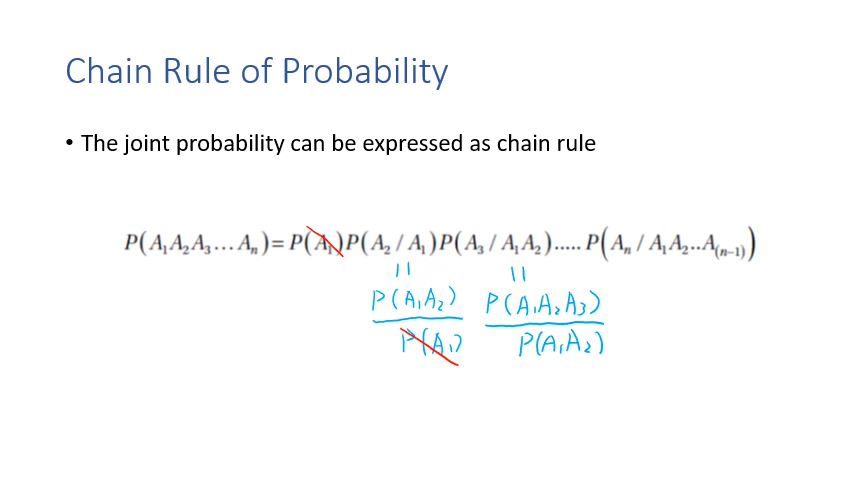 Chain Rule of Probability
• The joint probability can be expressed as chain rule
P(A₁A₂A₃…Aₙ)= P(A₁)P(A₂ / A₁)P(A₃ / A₁A₂)..... P(Aₙ / A₁A₂..A₍ₙ₋₁₎)
= =
P(A₁A₂) P(A₁A₂A₃)
P(A₁) P(A₁A₂)